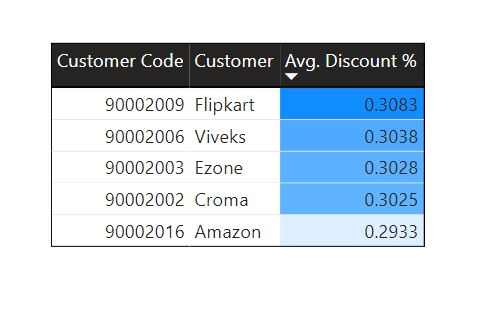 Customer Code Customer Avg. Discount %
90002009 Flipkart 0.3083
90002006 Viveks 0.3038
90002003 Ezone 0.3028
90002002 Croma 0.3025
90002016 Amazon 0.2933